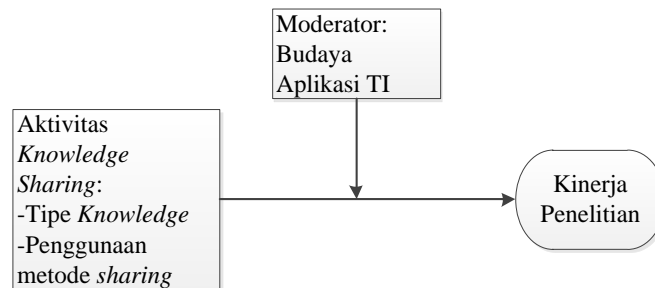 Moderator:
Budaya
Aplikasi TI
Aktivitas
Knowledge
Sharing:
-Tipe Knowledge
-Penggunaan
metode sharing
Kinerja
Penelitian